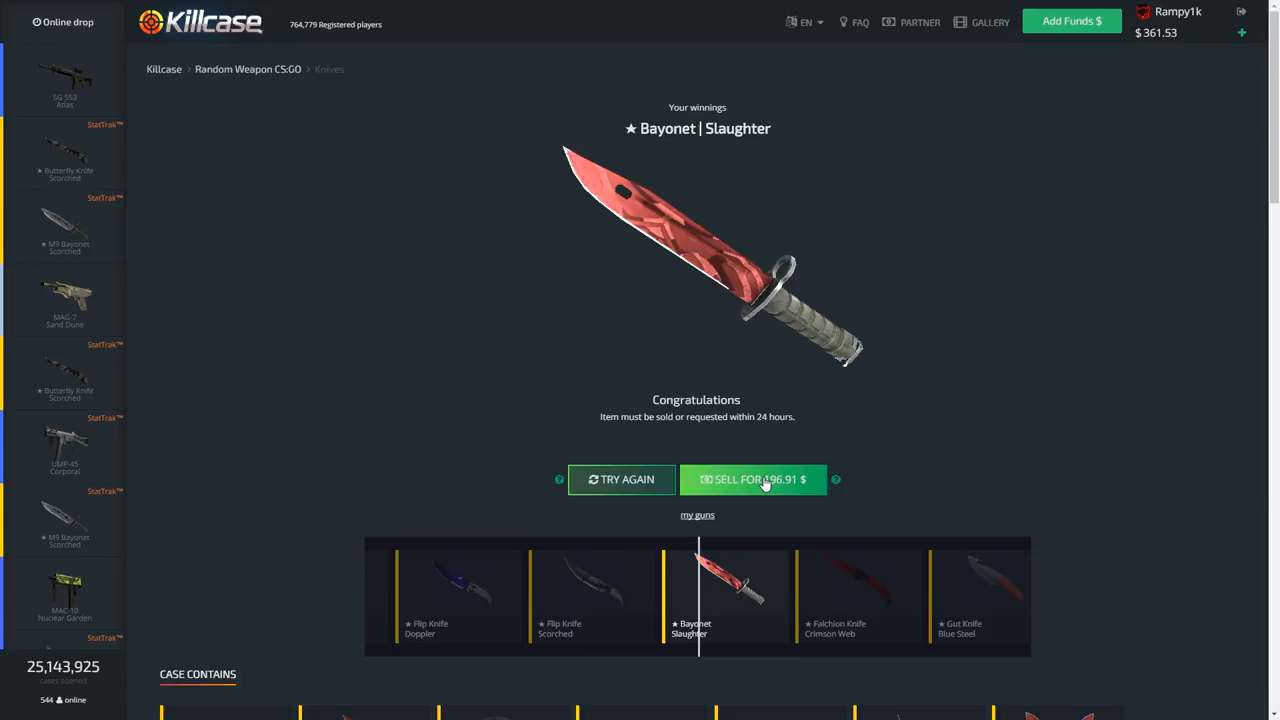 Online drop
Killcase
764,779 Registered players
EN
FAQ
PARTNER
GALLERY
Add Funds $
Rampy1k
$ 361.53
SG 553
Atlas
StatTrak™
★ Butterfly Knife
Scorched
StatTrak™
★ M9 Bayonet
Scorched
MAG-7
Sand Dune
StatTrak™
★ Butterfly Knife
Scorched
StatTrak™
UMP-45
Corporal
StatTrak™
★ M9 Bayonet
Scorched
MAC-10
Nuclear Garden
StatTrak™
25,143,925
cases opened
544 online
Killcase > Random Weapon CS:GO > Knives
Your winnings
★ Bayonet | Slaughter
Congratulations
Item must be sold or requested within 24 hours.
TRY AGAIN
SELL FOR 196.91 $
my guns
★ Flip Knife
Doppler
★ Flip Knife
Scorched
★ Bayonet
Slaughter
★ Falchion Knife
Crimson Web
★ Gut Knife
Blue Steel
CASE CONTAINS